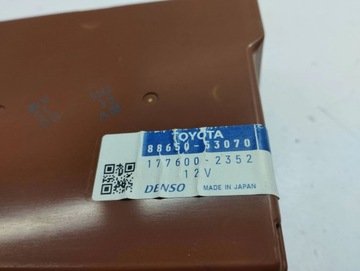 TOYOTA
88650-53070
177600-2352
12V
DENSO MADE IN JAPAN